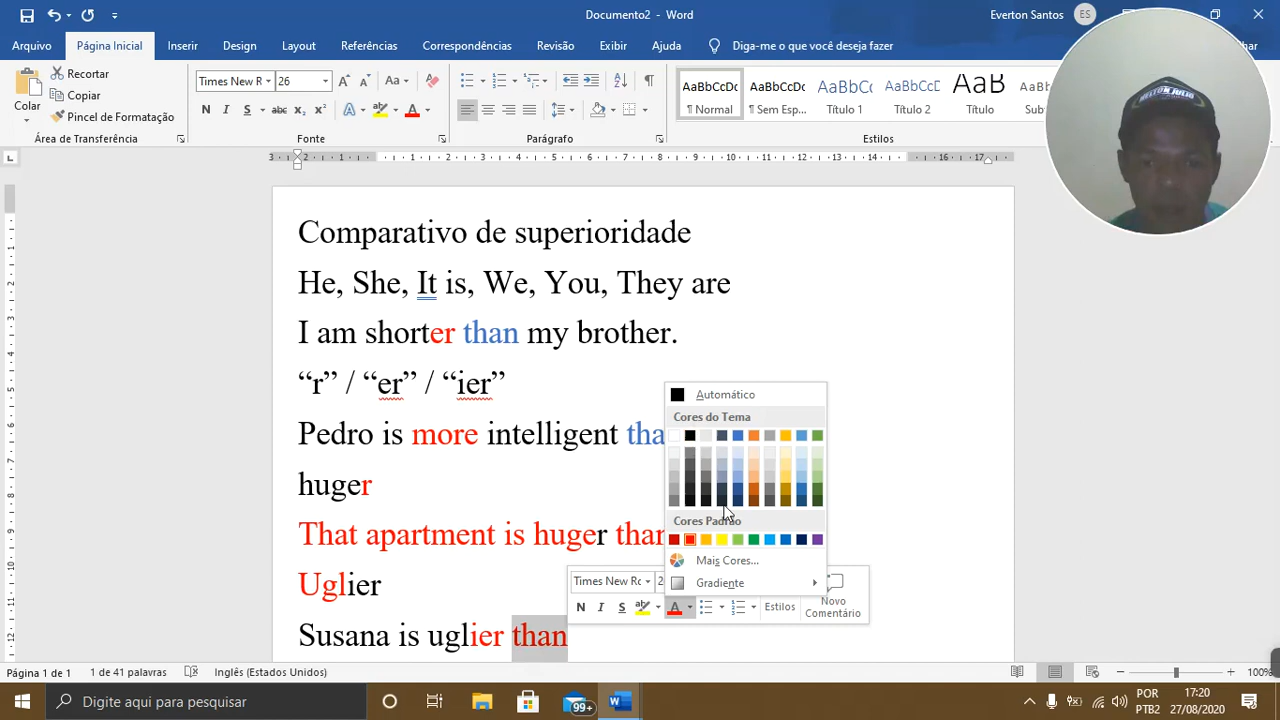 Documento2 - Word
Everton Santos
ES
Arquivo
Página Inicial
Inserir
Design
Layout
Referências
Correspondências
Revisão
Exibir
Ajuda
Diga-me o que você deseja fazer
Colar
Recortar
Copiar
Pincel de Formatação
Área de Transferência
Times New R
26
Fonte
Parágrafo
AaBbCcDc
AaBbCcDc
AaBbCc
AaBbCcC
AaB
¶ Normal
¶ Sem Esp...
Título 1
Título 2
Título
Estilos
Comparativo de superioridade
He, She, It is, We, You, They are
I am shorter than my brother.
“r” / “er” / “ier”
Pedro is more intelligent tha
huger
That apartment is huger than
Uglier
Susana is uglier than
Automático
Cores do Tema
Cores Padrão
Mais Cores...
Gradiente
Times New Ro
Estilos
Novo
Comentário
Página 1 de 1
1 de 41 palavras
Inglês (Estados Unidos)
100%
Digite aqui para pesquisar
99+
POR
PTB2
17:20
27/08/2020